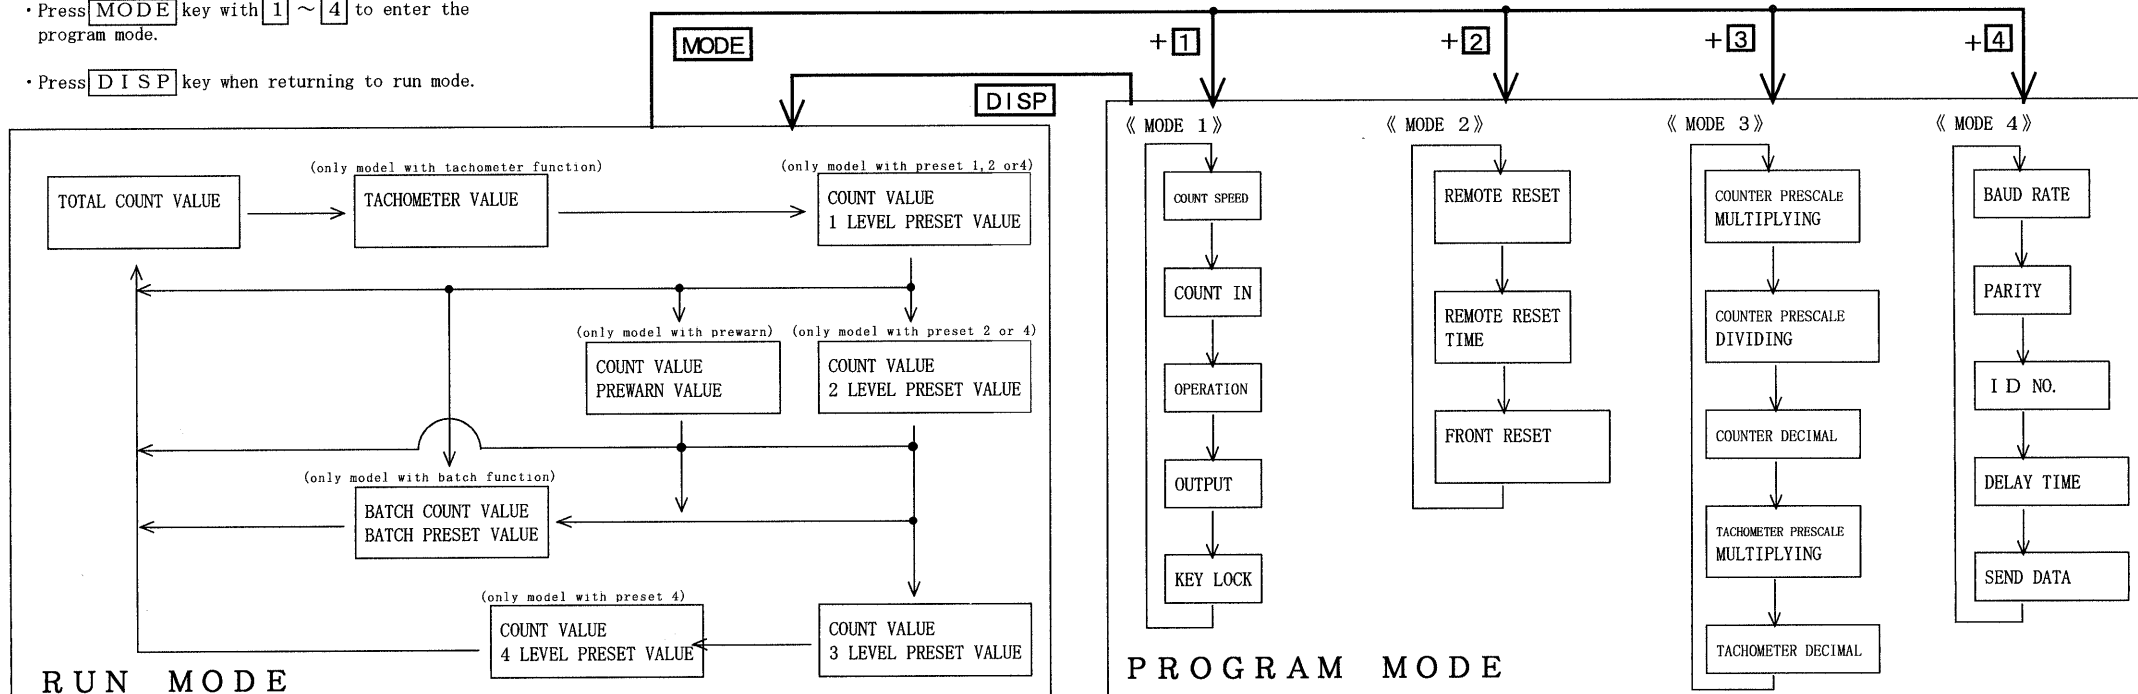 ・Press MODE key with 1 ～ 4 to enter the
program mode.
・Press DISP key when returning to run mode.
MODE
+1
+2
+3
+4
DISP
(only model with tachometer function)
(only model with preset 1,2 or4)
TOTAL COUNT VALUE
TACHOMETER VALUE
COUNT VALUE
1 LEVEL PRESET VALUE
(only model with prewarn)
(only model with preset 2 or 4)
COUNT VALUE
PREWARN VALUE
COUNT VALUE
2 LEVEL PRESET VALUE
(only model with batch function)
BATCH COUNT VALUE
BATCH PRESET VALUE
(only model with preset 4)
COUNT VALUE
4 LEVEL PRESET VALUE
COUNT VALUE
3 LEVEL PRESET VALUE
RUN MODE
《 MODE 1》
COUNT SPEED
COUNT IN
OPERATION
OUTPUT
KEY LOCK
《 MODE 2》
REMOTE RESET
REMOTE RESET
TIME
FRONT RESET
《 MODE 3》
COUNTER PRESCALE
MULTIPLYING
COUNTER PRESCALE
DIVIDING
COUNTER DECIMAL
TACHOMETER PRESCALE
MULTIPLYING
TACHOMETER DECIMAL
《 MODE 4》
BAUD RATE
PARITY
ID NO.
DELAY TIME
SEND DATA
PROGRAM MODE